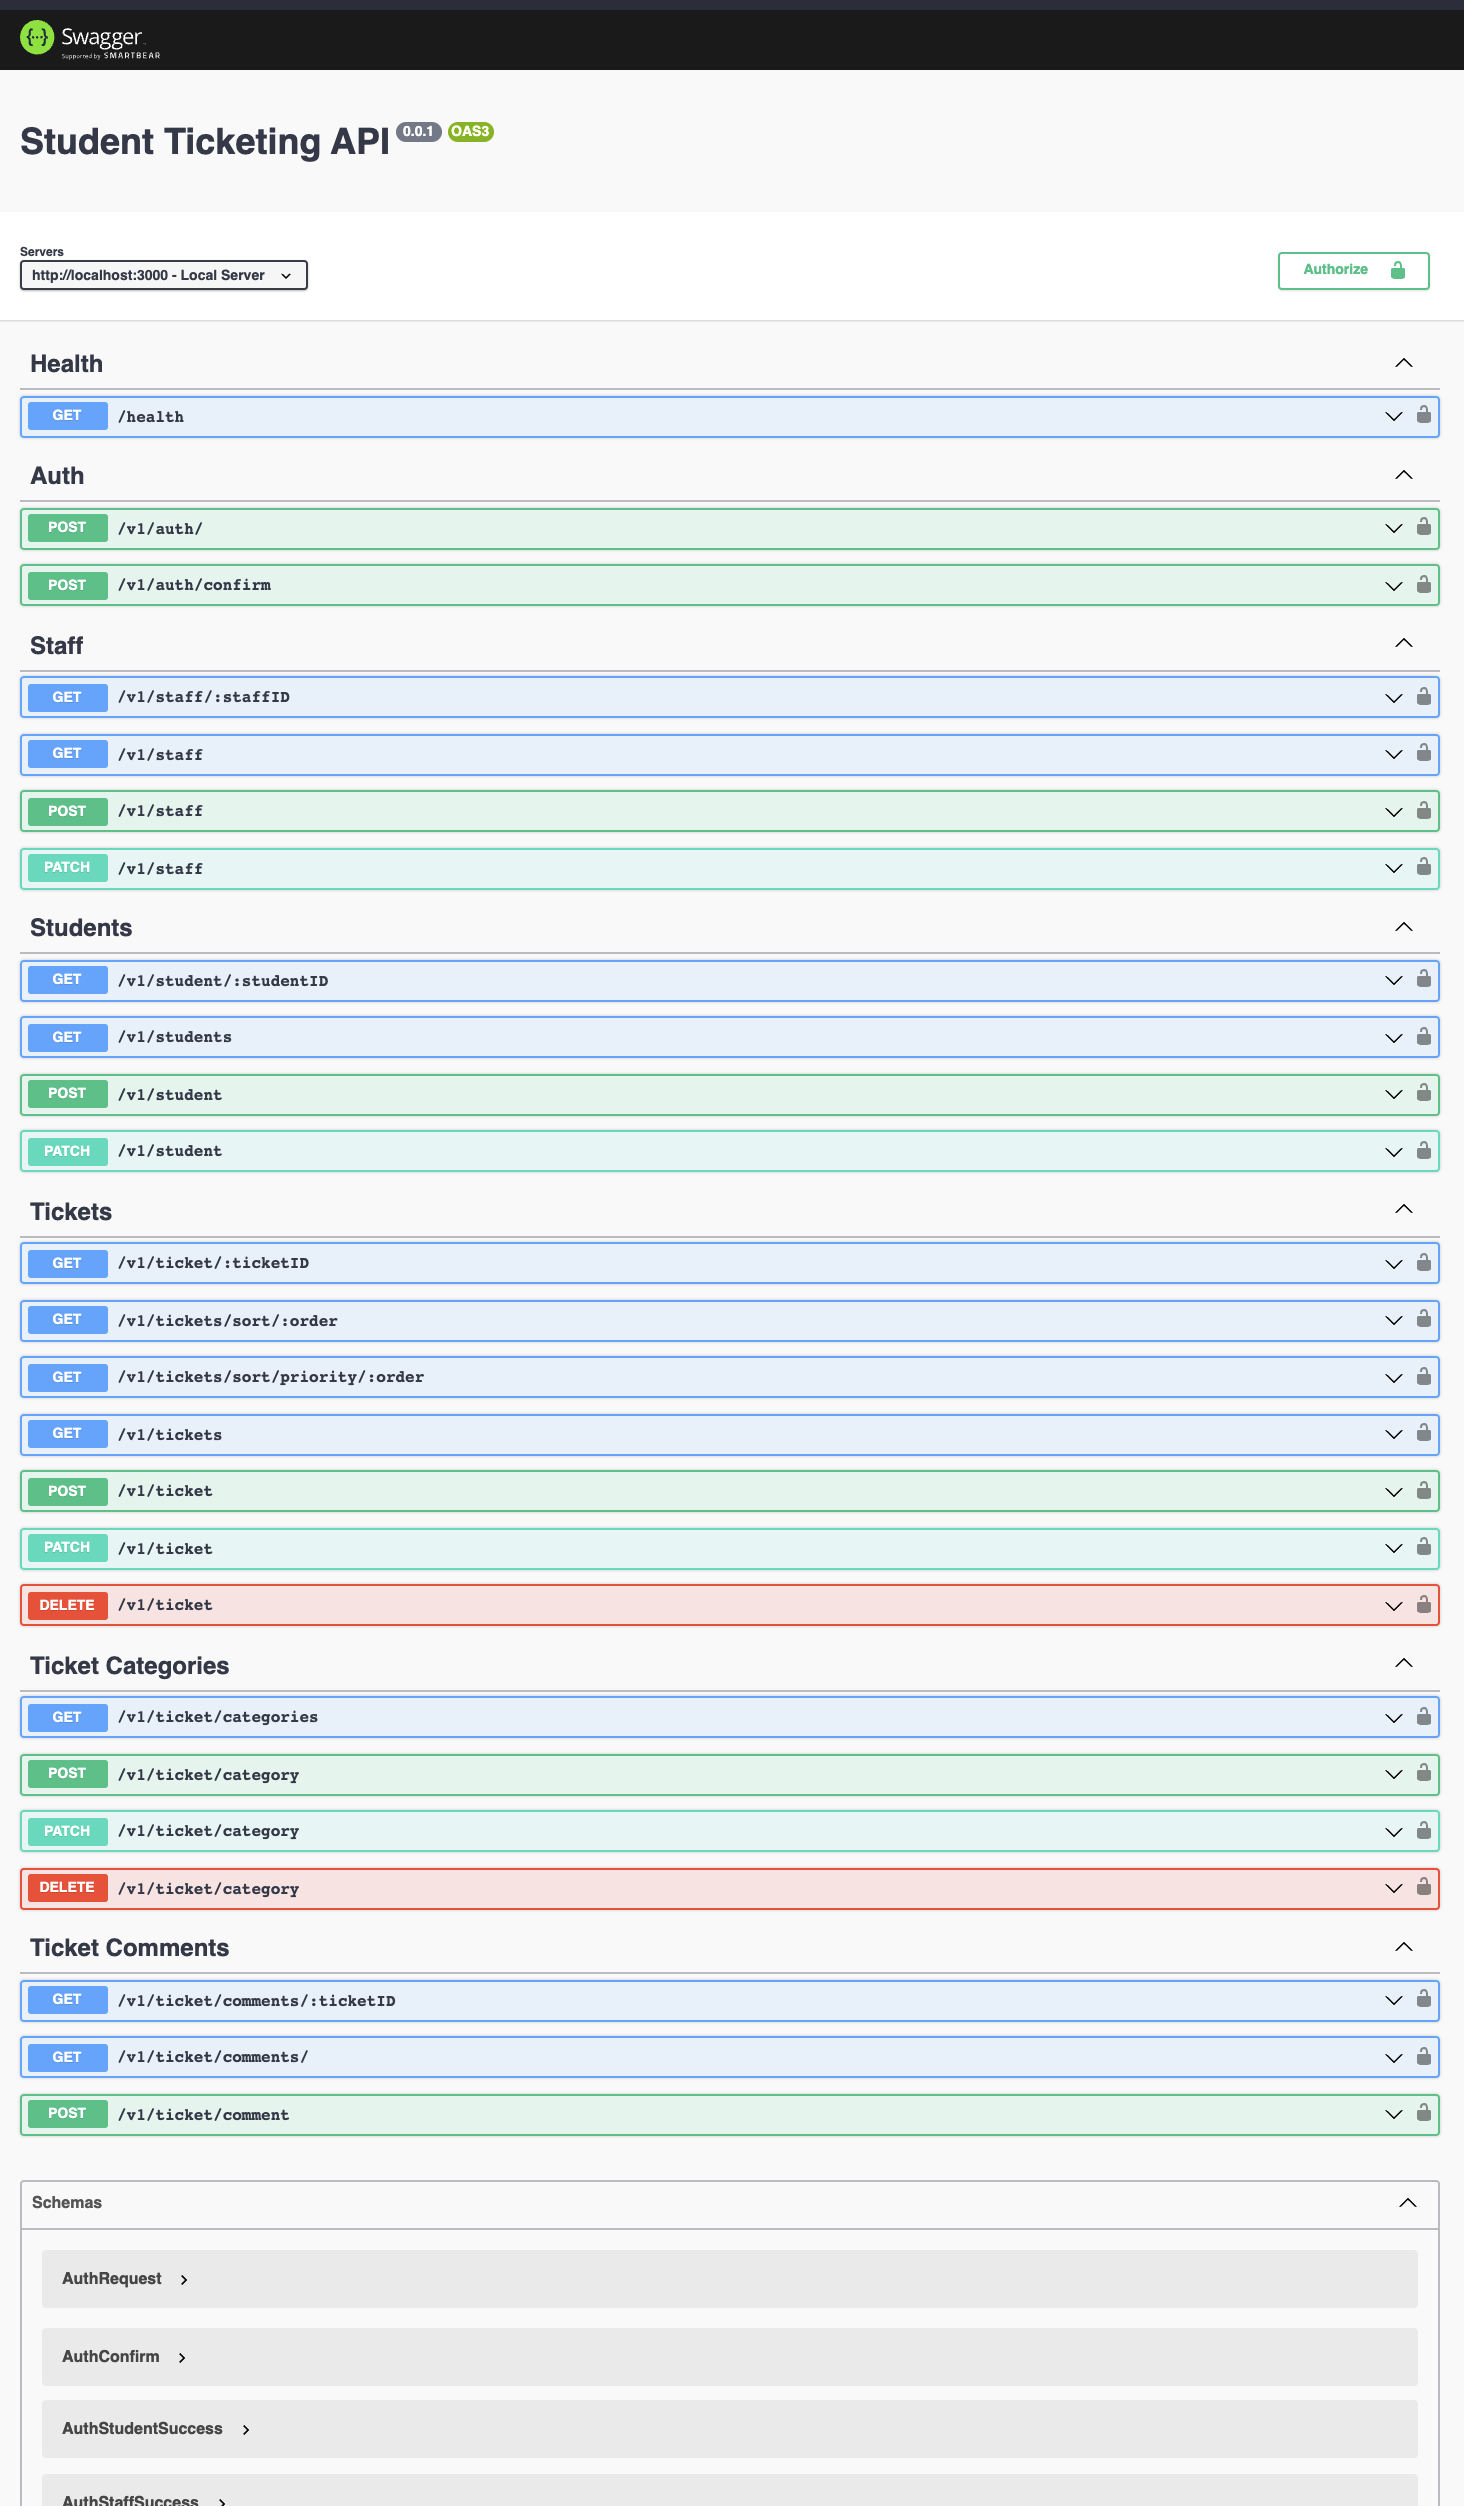 Swagger
Supported by SMARTBEAR
Student Ticketing API 0.0.1 OAS3
Servers
http://localhost:3000 - Local Server
Authorize
Health
GET /health
Auth
POST /v1/auth/
POST /v1/auth/confirm
Staff
GET /v1/staff/:staffID
GET /v1/staff
POST /v1/staff
PATCH /v1/staff
Students
GET /v1/student/:studentID
GET /v1/students
POST /v1/student
PATCH /v1/student
Tickets
GET /v1/ticket/:ticketID
GET /v1/tickets/sort/:order
GET /v1/tickets/sort/priority/:order
GET /v1/tickets
POST /v1/ticket
PATCH /v1/ticket
DELETE /v1/ticket
Ticket Categories
GET /v1/ticket/categories
POST /v1/ticket/category
PATCH /v1/ticket/category
DELETE /v1/ticket/category
Ticket Comments
GET /v1/ticket/comments/:ticketID
GET /v1/ticket/comments/
POST /v1/ticket/comment
Schemas
AuthRequest
AuthConfirm
AuthStudentSuccess
AuthStaffSuccess